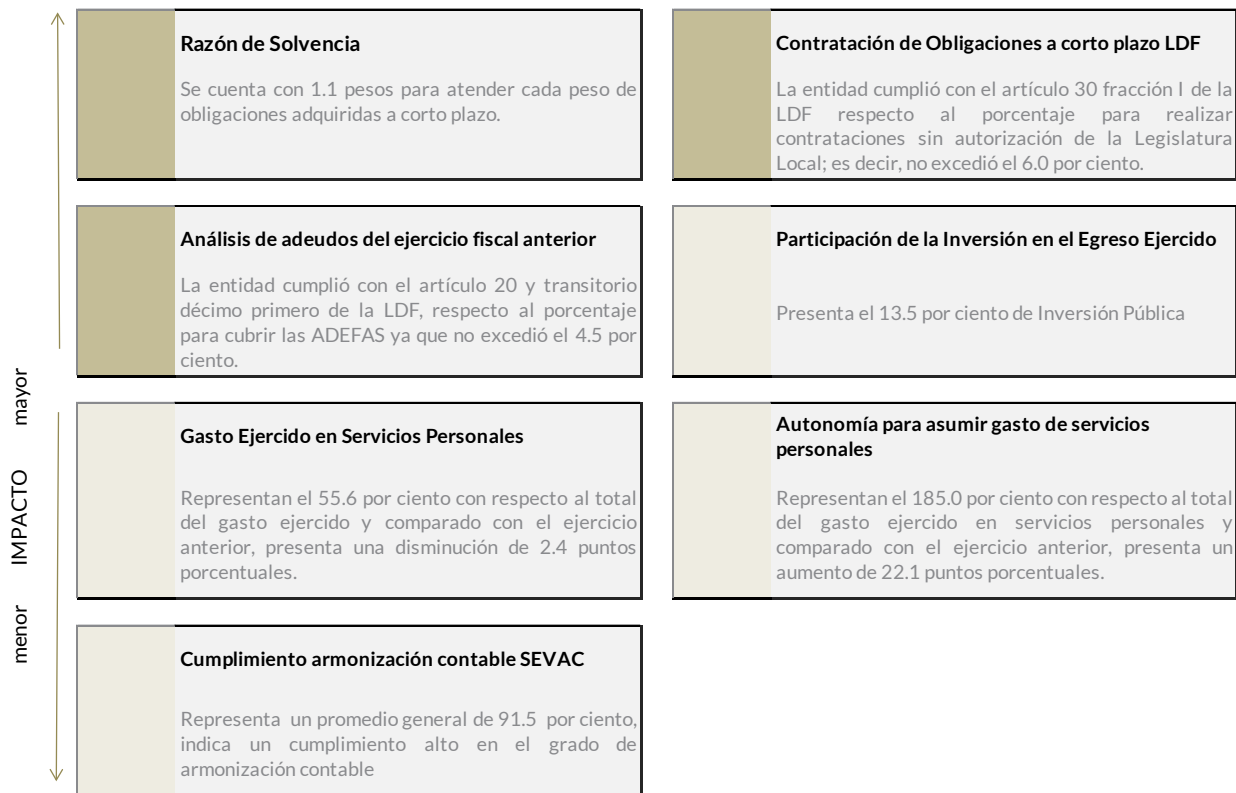 Razón de Solvencia
Se cuenta con 1.1 pesos para atender cada peso de
obligaciones adquiridas a corto plazo.
Contratación de Obligaciones a corto plazo LDF
La entidad cumplió con el artículo 30 fracción I de la
LDF respecto al porcentaje para realizar
contrataciones sin autorización de la Legislatura
Local; es decir, no excedió el 6.0 por ciento.
Análisis de adeudos del ejercicio fiscal anterior
La entidad cumplió con el artículo 20 y transitorio
décimo primero de la LDF, respecto al porcentaje
para cubrir las ADEFAS ya que no excedió el 4.5 por
ciento.
Participación de la Inversión en el Egreso Ejercido
Presenta el 13.5 por ciento de Inversión Pública
Gasto Ejercido en Servicios Personales
Representan el 55.6 por ciento con respecto al total
del gasto ejercido y comparado con el ejercicio
anterior, presenta una disminución de 2.4 puntos
porcentuales.
Autonomía para asumir gasto de servicios
personales
Representan el 185.0 por ciento con respecto al total
del gasto ejercido en servicios personales y
comparado con el ejercicio anterior, presenta un
aumento de 22.1 puntos porcentuales.
Cumplimiento armonización contable SEVAC
Representa un promedio general de 91.5 por ciento,
indica un cumplimiento alto en el grado de
armonización contable
menor IMPACTO mayor